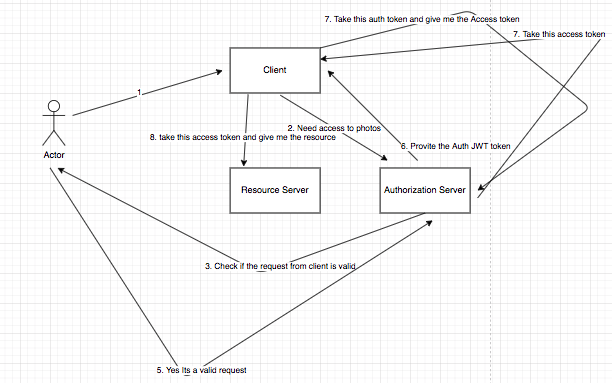 7. Take this auth token and give me the Access token
7. Take this access token
Client
1.
2. Need access to photos
8. take this access token and give me the resource
6. Provite the Auth JWT token
Actor
Resource Server
Authorization Server
3. Check if the request from client is valid
5. Yes Its a valid request